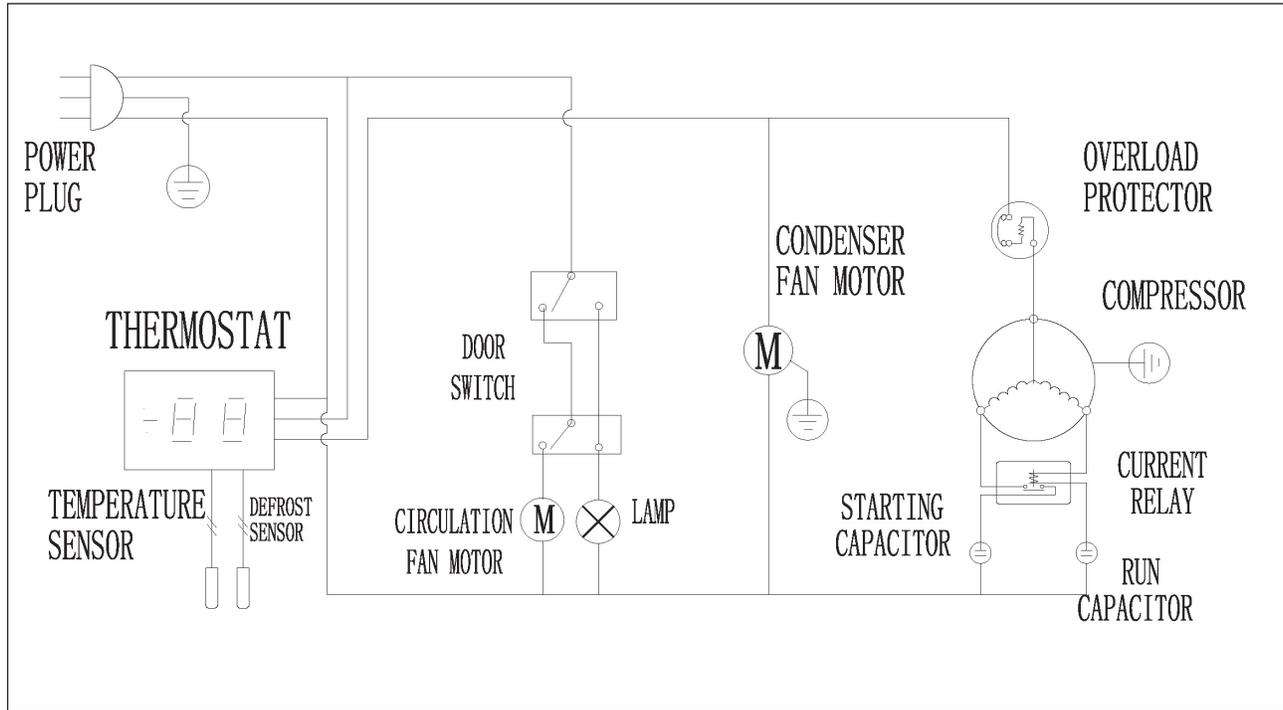 POWER
PLUG
OVERLOAD
PROTECTOR
CONDENSER
FAN MOTOR
COMPRESSOR
THERMOSTAT
DOOR
SWITCH
M
-88
TEMPERATURE
SENSOR
DEFROST
SENSOR
CIRCULATION
FAN MOTOR
M
LAMP
STARTING
CAPACITOR
CURRENT
RELAY
RUN
CAPACITOR